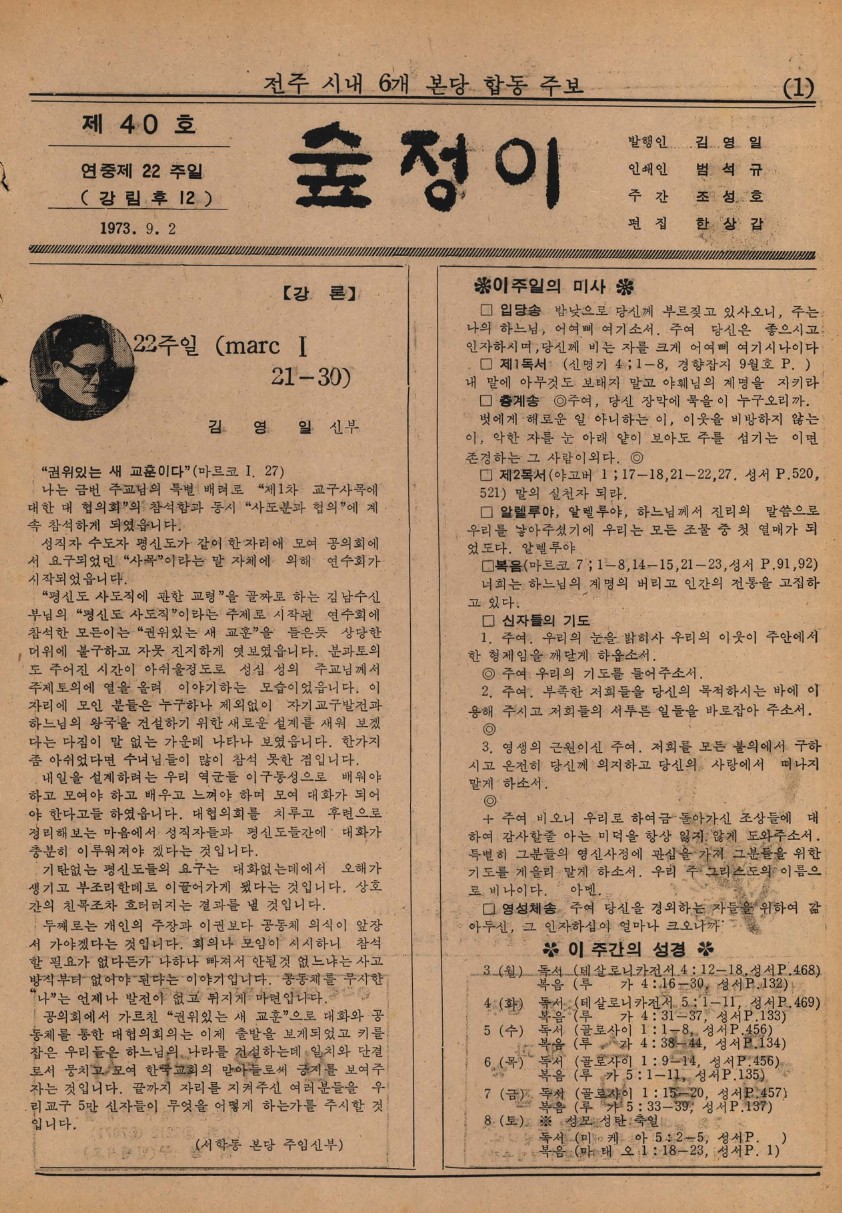 전주 시내 6개 본당 합동 주보
(1)
제 40 호
연중제 22 주일
( 강 림 후 12 )
1973. 9. 2
숲정이
발행인 김 영 일
인쇄인 범 석 규
주 간 조 성 호
편 집 한 상 갑
【강 론】
22주일 (marc I
21-30)
김 영 일 신부
“권위있는 새 교훈이다”(마르코 I. 27)
나는 금번 주교님의 특별 배려로 “제1차 교구사목에
대한 대 협의회”의 참석한과 동시 “사도분과 협의”에 계
속 참석하게 되였읍니다.
성직자 수도자 평신도가 같이 한자리에 모여 공의회에
서 요구되었던 “사목”이라는 말 자체에 의해 연수회가
시작되었읍니다.
“평신도 사도직에 관한 교령”을 골짜로 하는 김남수신
부님의 “평신도 사도직”이라는 주제로 시작된 연수회에
참석한 모든이는 “권위있는 새 교훈”을 들은듯 상당한
더위에 불구하고 자못 진지하게 엿보였읍니다. 분과토의
도 주어진 시간이 아쉬울정도로 성심 성의 주교님께서
주제토의에 열을 올려 이야기하는 모습이었읍니다. 이
자리에 모인 분들은 누구하나 제외없이 자기교구발전과
하느님의 왕국을 건설하기 위한 새로운 설계를 새워 보겠
다는 다짐이 말 없는 가운데 나타나 보였읍니다. 한가지
좀 아쉬었다면 수녀님들이 많이 참석 못한 점입니다.
내일을 설계하려는 우리 역군들 이구동성으로 배워야
하고 모여야 하고 배우고 느껴야 하며 모여 대화가 되어
야 한다고들 하였읍니다. 대협의회를 치루고 후련으로
정리해보는 마음에서 성직자들과 평신도들간에 대화가
충분히 이루워져야 겠다는 것입니다.
기탄없는 평신도들의 요구는 대화없는데에서 오해가
생기고 부조리한데로 이끌어가게 됐다는 것입니다. 상호
간의 친목조차 흐터러지는 결과를 낼 것입니다.
두째로는 개인의 주장과 이권보다 공동체 의식이 앞장
서 가야겠다는 것입니다. 회의나 모임이 시시하니 참석
할 필요가 없다든가 나하나 빠져서 안될것 없느냐는 사고
방식부터 없어야 된다는 이야기입니다. 공동체를 무시한
“나”는 언제나 발전이 없고 뒤지게 마련입니다.
공의회에서 가르친 “권위있는 새 교훈”으로 대화와 공
동체를 통한 대협의회의는 이제 출발을 보게되었고 키를
잡은 우리들은 하느님의 나라를 건설하는데 일치와 단결
로서 뭉치고 모여 한국교회의 맏아들로써 긍지를 보여주
자는 것입니다. 끝까지 자리를 지켜주신 여러분들을 우
리교구 5만 신자들이 무엇을 어떻게 하는가를 주시할 것
입니다.
(서학동 본당 주임신부)
※이 주일의 미사 ※
□ 입당송 밤낮으로 당신께 부르짖고 있사오니, 주는
나의 하느님, 어여삐 여기소서. 주여 당신은 좋으시고
인자하시며, 당신께 비는 자를 크게 어여삐 여기시나이다
□ 제1독서 (신명기 4;1-8, 경향잡지 9월호 P. )
내 말에 아무것도 보태지 말고 야훼님의 계명을 지키라
□ 층계송 ◎주여, 당신 장막에 묵을이 누구오리까.
벗에게 해로운 일 아니하는 이, 이웃을 비방하지 않는
이, 악한 자를 눈 아래 얕이 보아도 주를 섬기는 이면
존경하는 그 사람이외다. ◎
□ 제2독서(야고버 1;17-18,21-22,27. 성서 P.520,
521) 말의 실천자 되라.
□ 알렐루야, 알렐루야, 하느님께서 진리의 말씀으로
우리를 낳아주셨기에 우리는 모든 조물 중 첫 열매가 되
었도다. 알렐루야
□복음(마르코 7;1-8,14-15,21-23,성서 P.91,92)
너희는 하느님의 계명의 버리고 인간의 전통을 고집하
고 있다.
□ 신자들의 기도
1. 주여. 우리의 눈을 밝히사 우리의 이웃이 주안에서
한 형제임을 깨닫게 하옵소서.
◎ 주여 우리의 기도를 들어주소서.
2. 주여. 부족한 저희들을 당신의 목적하시는 바에 이
용해 주시고 저희들의 서투른 일들을 바로잡아 주소서.
◎
3. 영생의 근원이신 주여. 저희를 모든 불의에서 구하
시고 온전히 당신께 의지하고 당신의 사랑에서 떠나지
말게 하소서.
◎
+ 주여 비오니 우리로 하여금 돌아가신 조상들에 대
하여 감사할줄 아는 미덕을 항상 잃지 않게 도와주소서.
특별히 그분들의 영신사정에 관심을 가져 그분들을 위한
기도를 게을리 말게 하소서. 우리 주 그리스도의 이름으
로 비나이다. 아멘.
□ 영성체송 주여 당신을 경외하는 자들을 위하여 갊
아두신, 그 인자하심이 얼마나 크오니까
※ 이 주간의 성경 ※
3 (월) 독서 (테살로니카전서 4:12-18,성서P.468)
복음 (루 가 4:16-30, 성서P.132)
4 (화) 독서 (테살로니카전서 5:1-11, 성서P.469)
복음 (루 가 4:31-37, 성서P.133)
5 (수) 독서 (골로사이 1:1-8, 성서P.456)
복음 (루 가 4:38-44, 성서P.134)
6 (목) 독서 (골로사이 1:9-14, 성서P.456)
복음 (루 가 5:1-11, 성서P.135)
7 (금) 독서 (골로사이 1:15-20, 성서P.457)
복음 (루 가 5:33-39, 성서P.137)
8 (토) ※ 성모 성탄 축일
독서 (미 케 아 5:2-5, 성서P. )
복음 (마 태 오 1:18-23, 성서P. 1)